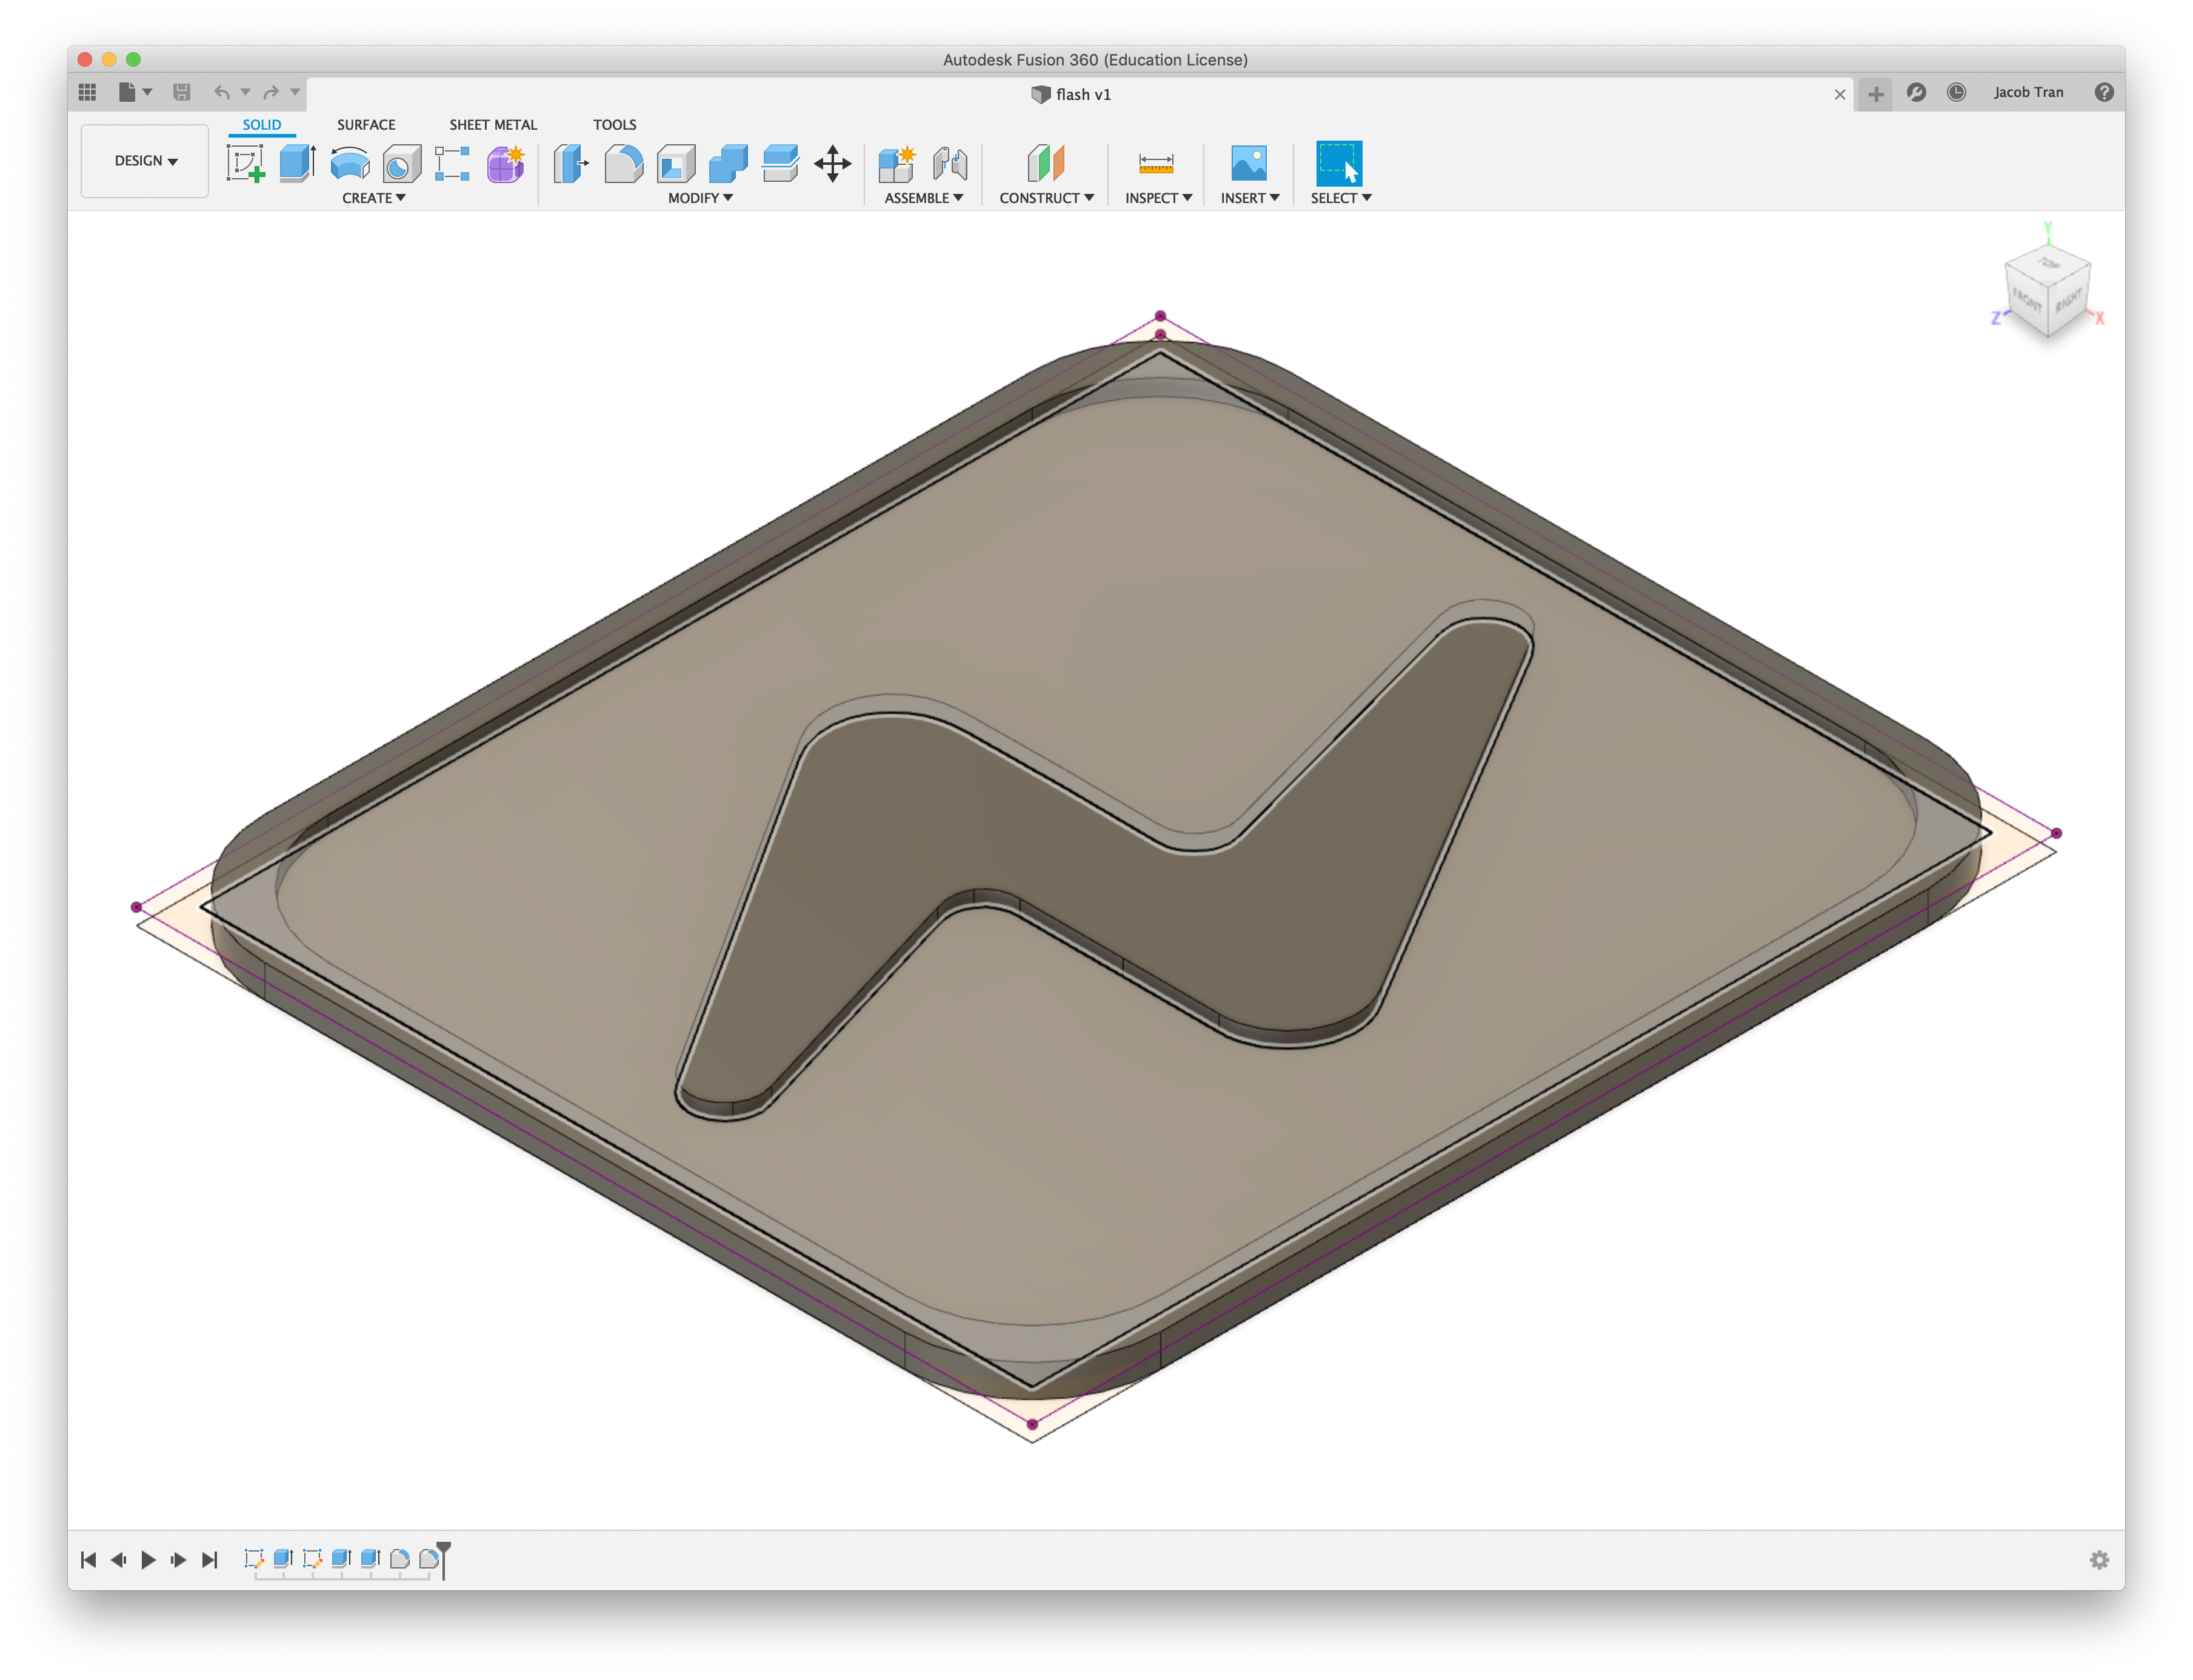 Autodesk Fusion 360 (Education License)
flash v1
Jacob Tran
SOLID SURFACE SHEET METAL TOOLS
DESIGN
CREATE MODIFY ASSEMBLE CONSTRUCT INSPECT INSERT SELECT
Y
TOP
FRONT RIGHT
Z X